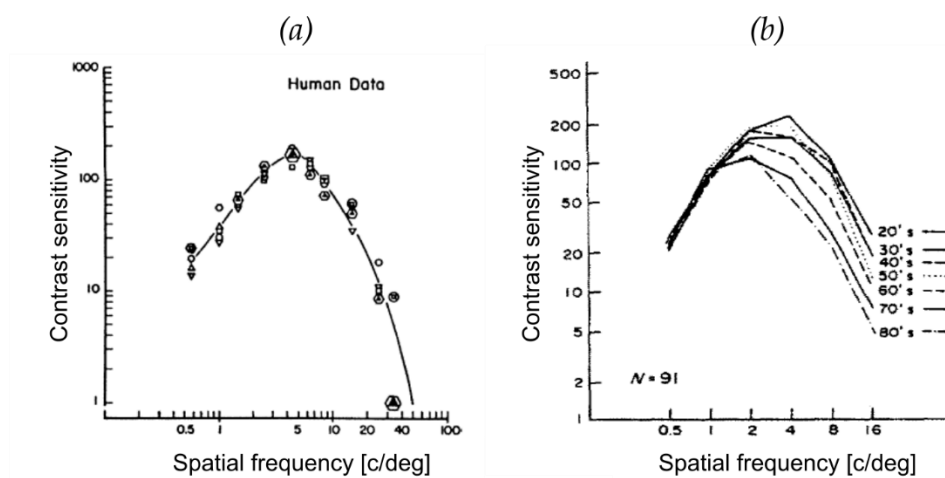 (a)
Human Data
Contrast sensitivity
1000
100
10
1
0.5 1 5 10 40 100
Spatial frequency [c/deg]
(b)
Contrast sensitivity
500
200
100
50
20
10
5
2
1
20's
30's
40's
50's
60's
70's
80's
N = 91
0.5 1 2 4 8 16
Spatial frequency [c/deg]